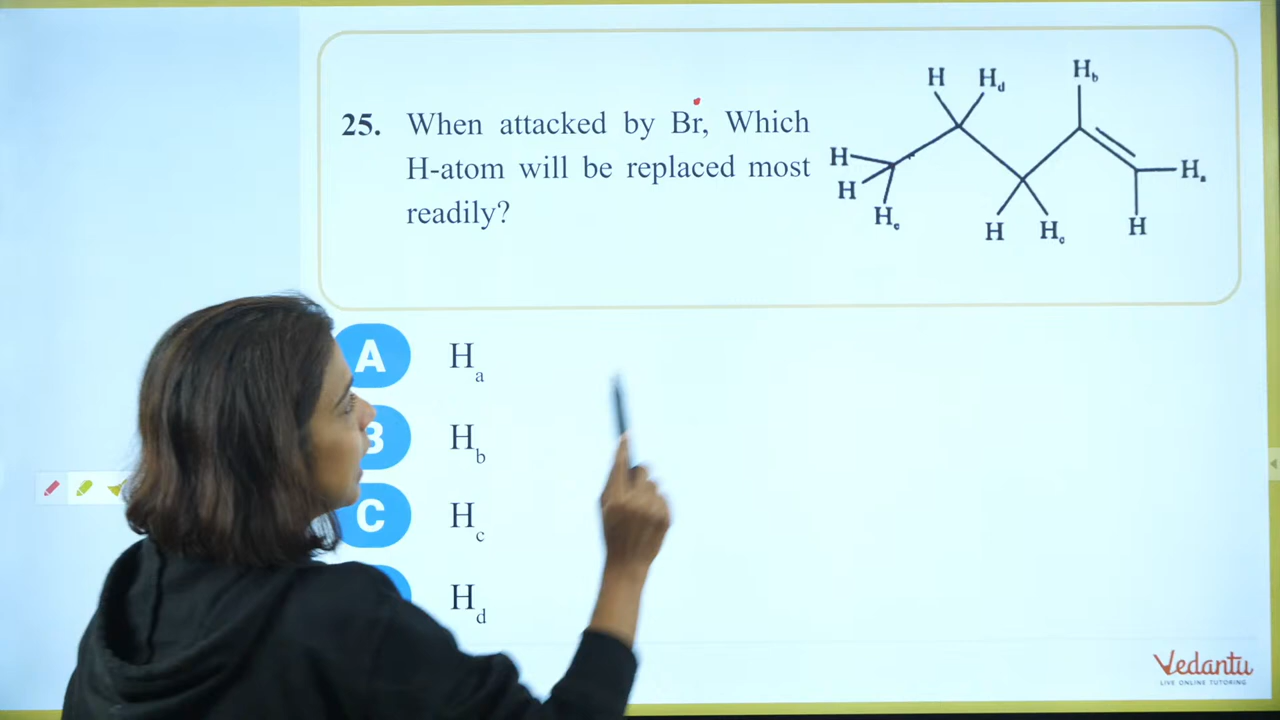 25. When attacked by Br, Which
H-atom will be replaced most
readily?
H H_d H_b
H H H_e
H H_c
H_a H
A H_a
B H_b
C H_c
H_d
Vedantu
LIVE ONLINE TUTORING